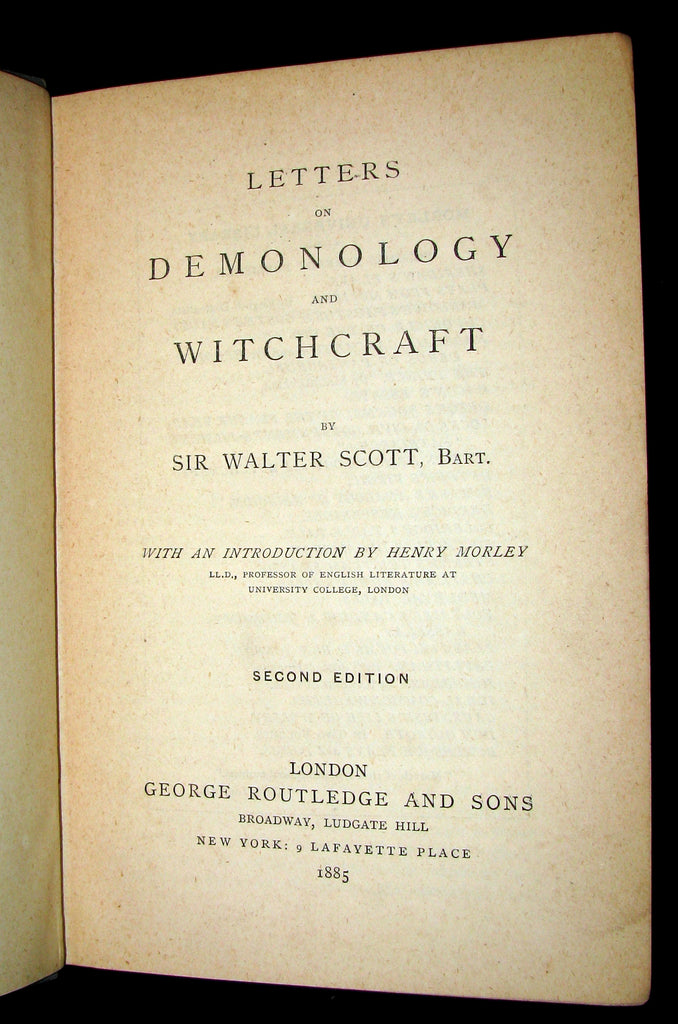 LETTERS
ON
DEMONOLOGY
AND
WITCHCRAFT
BY
SIR WALTER SCOTT, BART.
WITH AN INTRODUCTION BY HENRY MORLEY
LL.D., PROFESSOR OF ENGLISH LITERATURE AT
UNIVERSITY COLLEGE, LONDON
SECOND EDITION
LONDON
GEORGE ROUTLEDGE AND SONS
BROADWAY, LUDGATE HILL
NEW YORK: 9 LAFAYETTE PLACE
1885